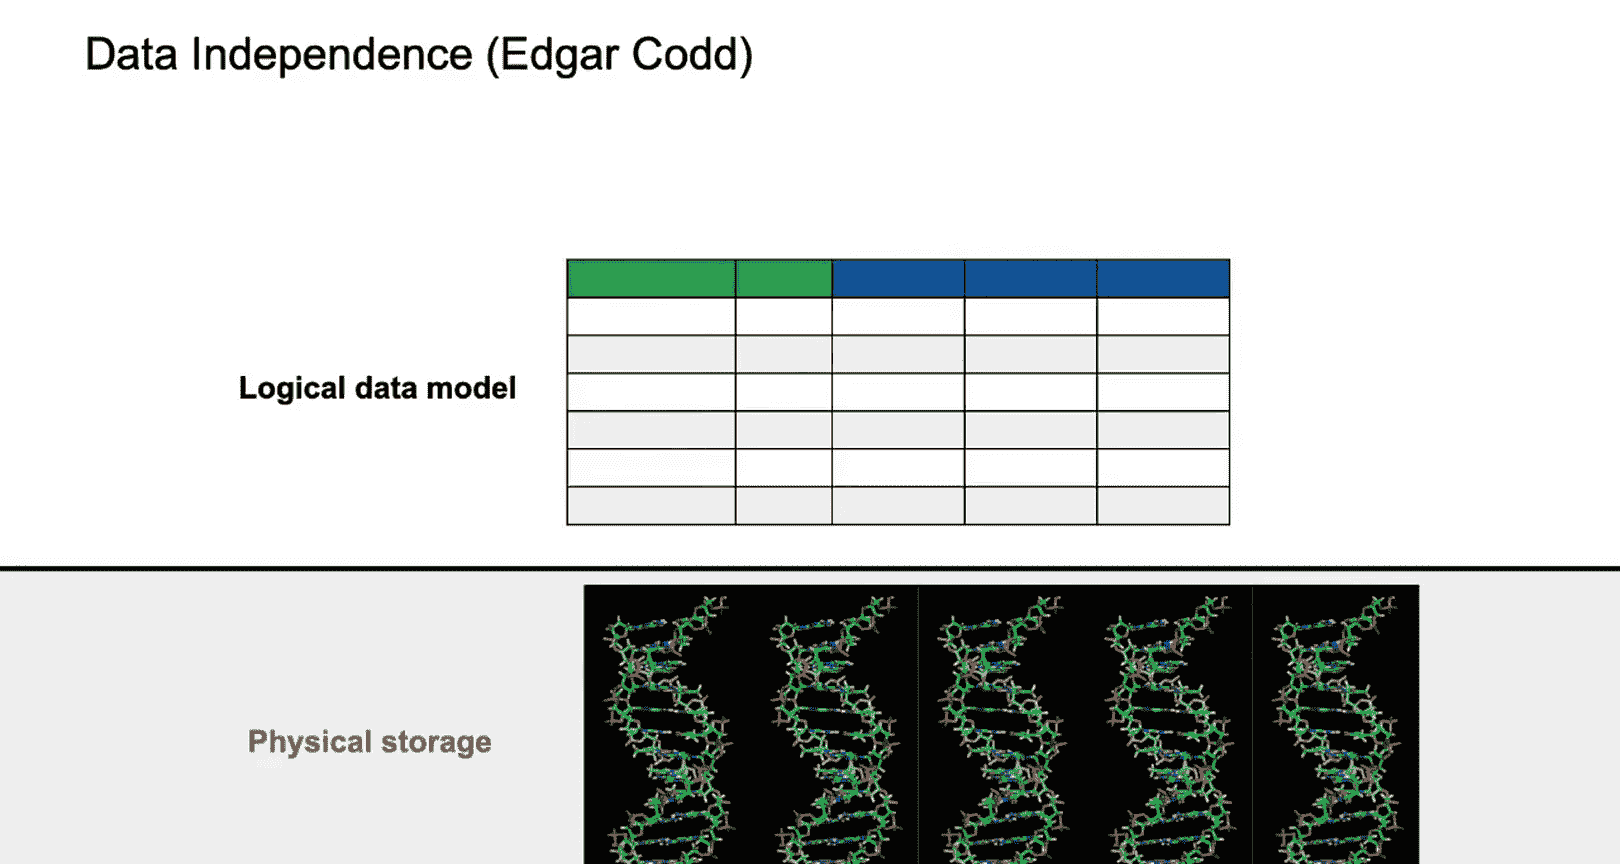 Data Independence (Edgar Codd)
Logical data model
Physical storage